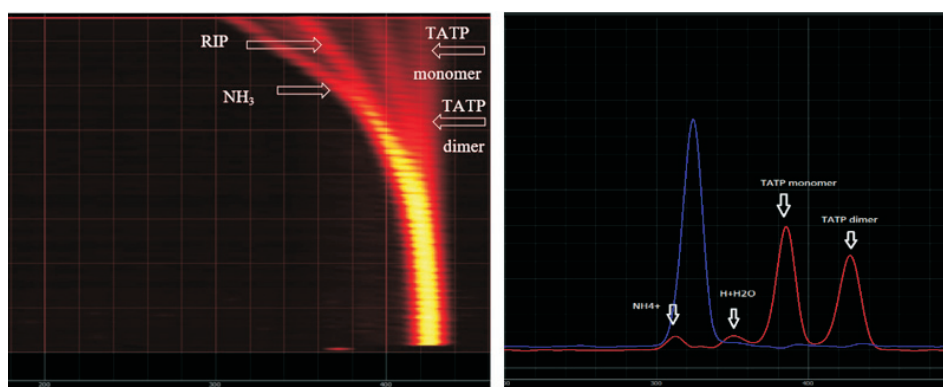 RIP
NH₃
TATP
monomer
TATP
dimer
200
300
400
TATP monomer
TATP dimer
NH4+
H+H2O
300
400